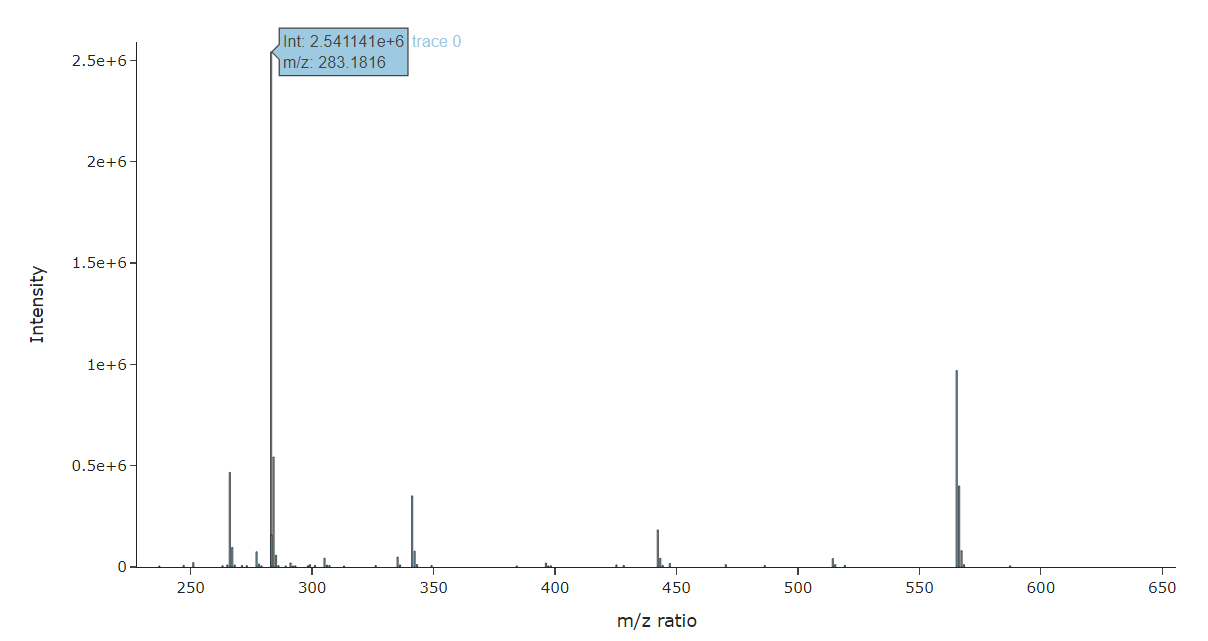 Int: 2.541141e+6 trace 0
m/z: 283.1816
2.5e+6
2e+6
1.5e+6
1e+6
0.5e+6
0
Intensity
250 300 350 400 450 500 550 600 650
m/z ratio